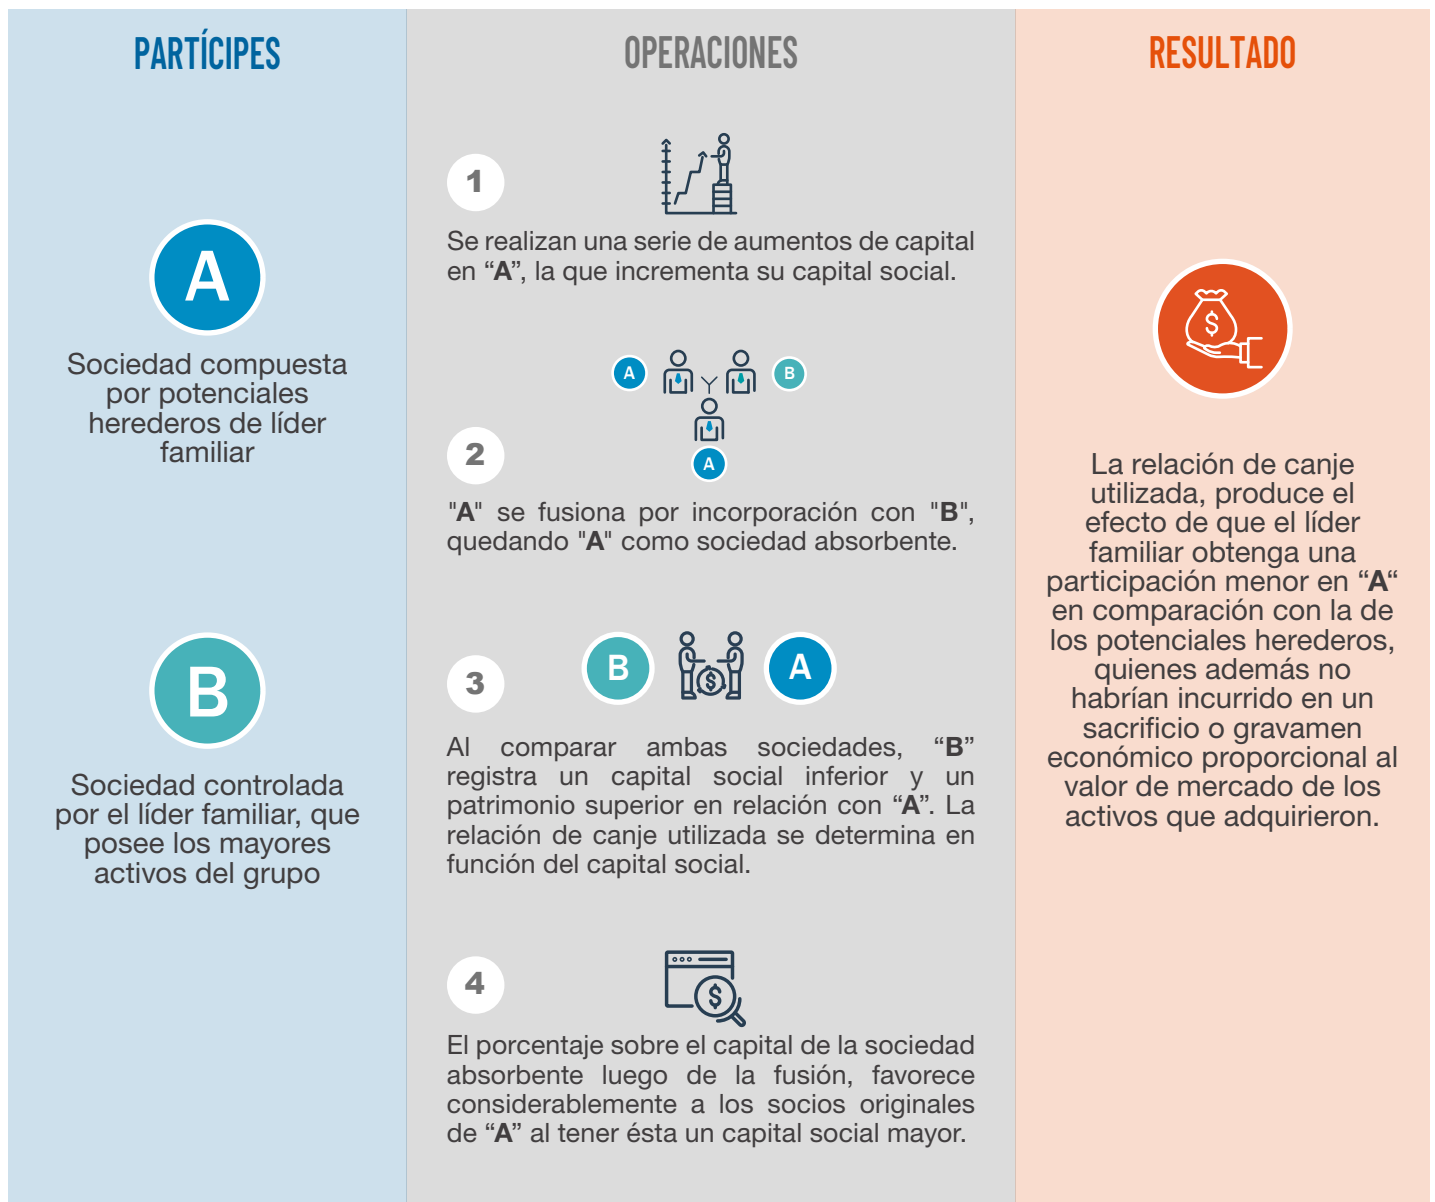 PARTÍCIPES
A
Sociedad compuesta
por potenciales
herederos de líder
familiar
B
Sociedad controlada
por el líder familiar, que
posee los mayores
activos del grupo
OPERACIONES
1
Se realizan una serie de aumentos de capital
en “A”, la que incrementa su capital social.
A
B
A
2
"A" se fusiona por incorporación con "B",
quedando "A" como sociedad absorbente.
3
B
$
A
Al comparar ambas sociedades, “B”
registra un capital social inferior y un
patrimonio superior en relación con “A”. La
relación de canje utilizada se determina en
función del capital social.
4
$
El porcentaje sobre el capital de la sociedad
absorbente luego de la fusión, favorece
considerablemente a los socios originales
de “A” al tener ésta un capital social mayor.
RESULTADO
$
La relación de canje
utilizada, produce el
efecto de que el líder
familiar obtenga una
participación menor en “A“
en comparación con la de
los potenciales herederos,
quienes además no
habrían incurrido en un
sacrificio o gravamen
económico proporcional al
valor de mercado de los
activos que adquirieron.